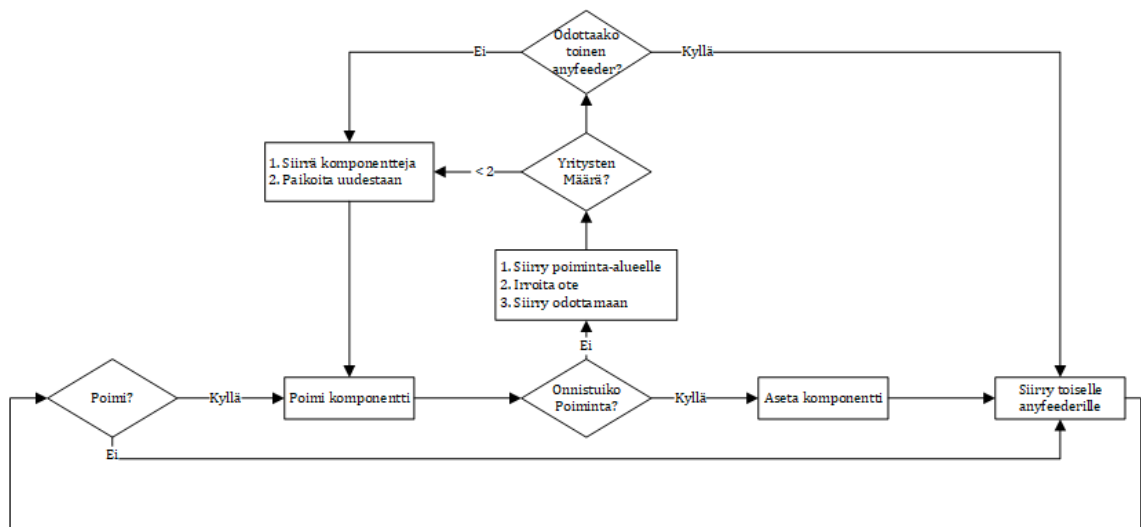 Odottaako
toinen
anyfeeder?
Ei
Kyllä
1. Siirrä komponentteja
2. Paikoita uudestaan
< 2
Yritysten
Määrä?
1. Siirry poiminta-alueelle
2. Irroita ote
3. Siirry odottamaan
Ei
Poimi?
Kyllä
Poimi komponentti
Onnistuiko
Poiminta?
Kyllä
Aseta komponentti
Siirry toiselle
anyfeederille
Ei